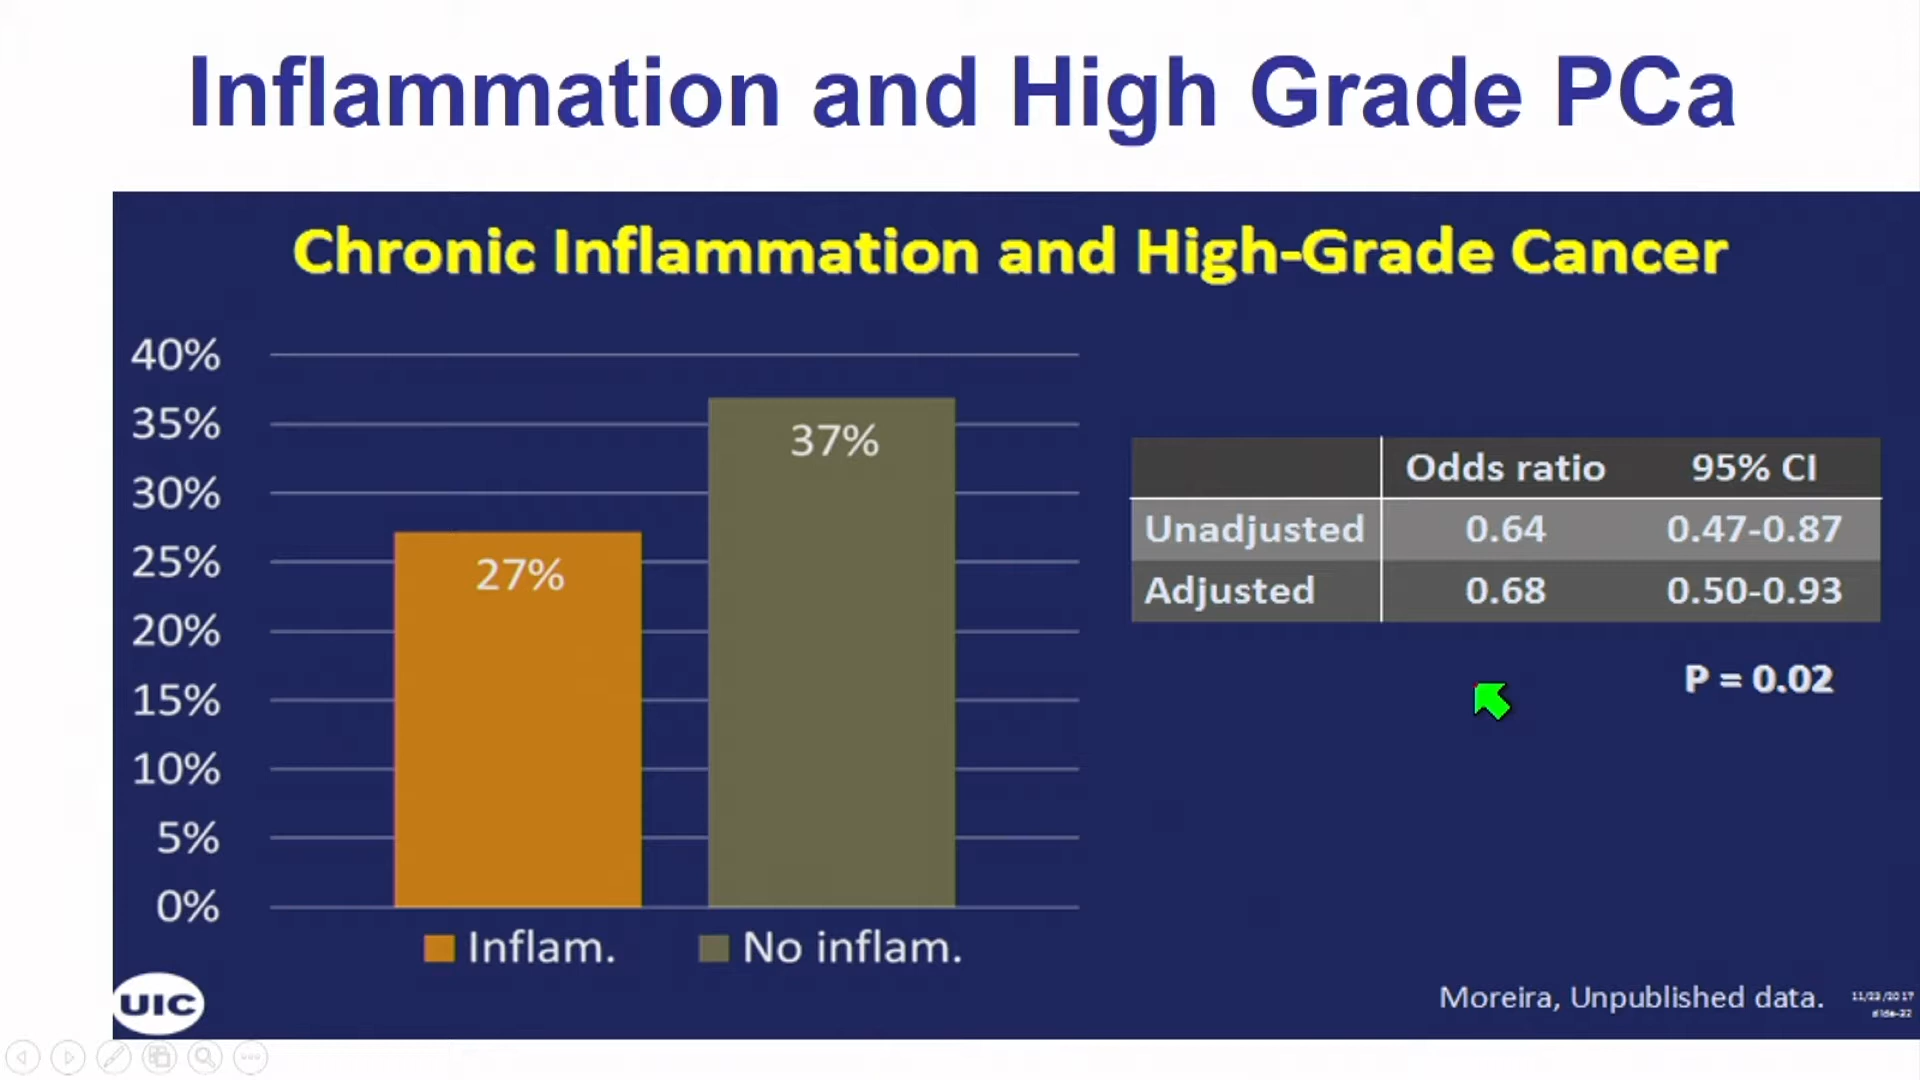 Inflammation and High Grade PCa
Chronic Inflammation and High-Grade Cancer
40%
35%
30%
25%
20%
15%
10%
5%
0%
27%
37%
Inflam.
No inflam.
Odds ratio 95% CI
Unadjusted 0.64 0.47-0.87
Adjusted 0.68 0.50-0.93
P = 0.02
UIC
Moreira, Unpublished data.